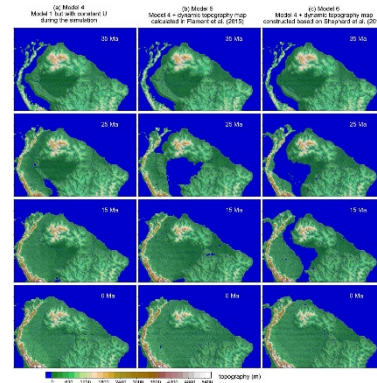 (a) Model 4
Model 1 but with constant U
during the simulation
(b) Model 5
Model 4 + dynamic topography map
calculated in Flament et al. (2015)
(c) Model 6
Model 4 + dynamic topography map
constructed based on Shephard et al. (20
35 Ma
35 Ma
35 Ma
25 Ma
25 Ma
25 Ma
15 Ma
15 Ma
15 Ma
0 Ma
0 Ma
0 Ma
topography (m)